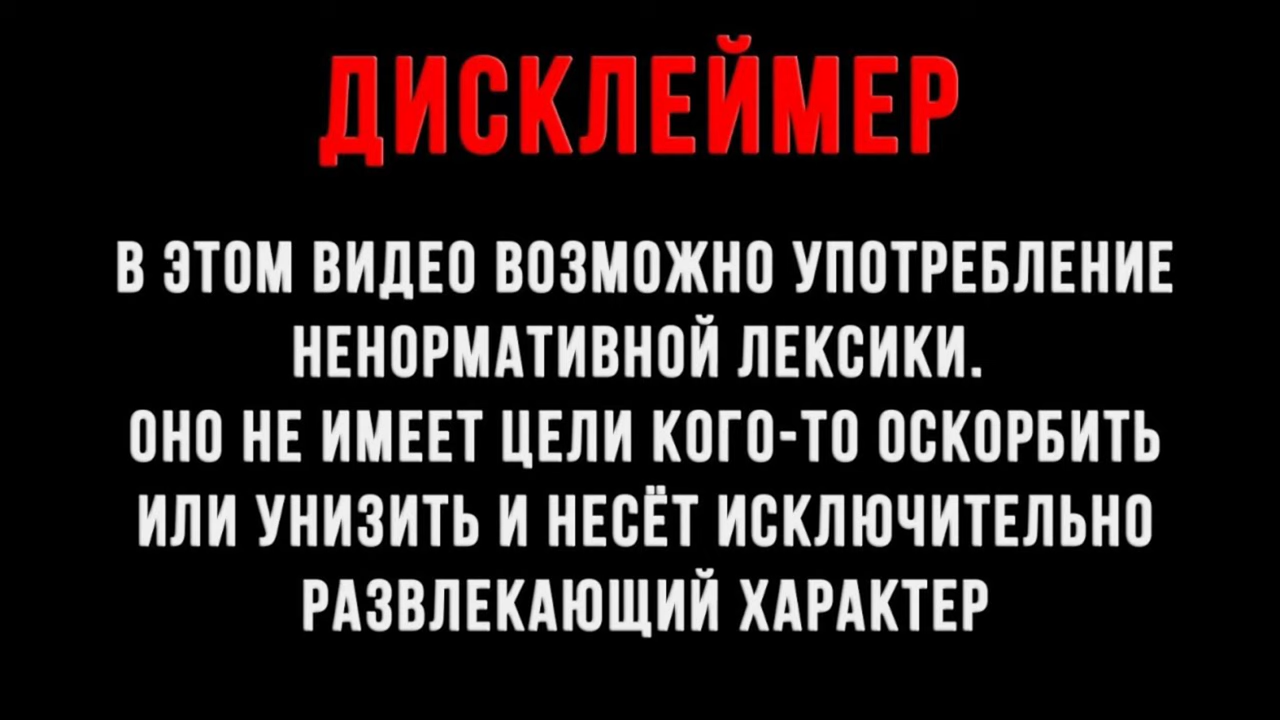 ДИСКЛЕЙМЕР
В ЭТОМ ВИДЕО ВОЗМОЖНО УПОТРЕБЛЕНИЕ
НЕНОРМАТИВНОЙ ЛЕКСИКИ.
ОНО НЕ ИМЕЕТ ЦЕЛИ КОГО-ТО ОСКОРБИТЬ
ИЛИ УНИЗИТЬ И НЕСЁТ ИСКЛЮЧИТЕЛЬНО
РАЗВЛЕКАЮЩИЙ ХАРАКТЕР